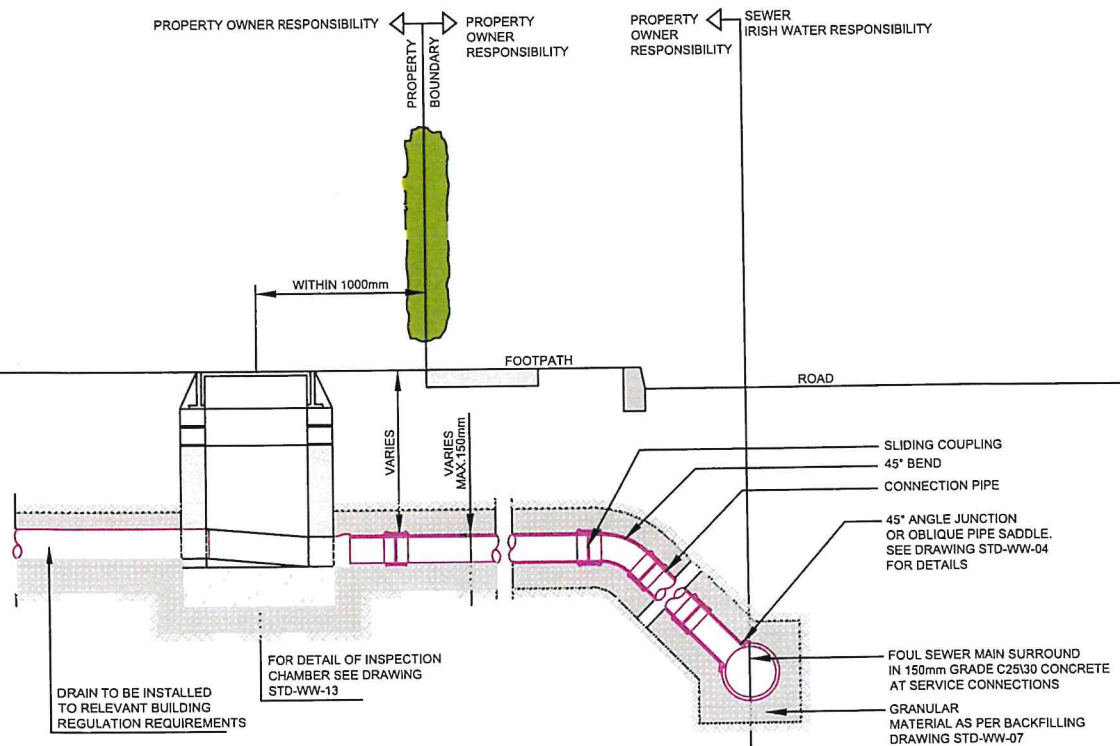 PROPERTY OWNER RESPONSIBILITY
PROPERTY
OWNER
RESPONSIBILITY
PROPERTY
OWNER
RESPONSIBILITY
SEWER
IRISH WATER RESPONSIBILITY
PROPERTY
BOUNDARY
WITHIN 1000mm
FOOTPATH
ROAD
VARIES
VARIES
MAX.150mm
SLIDING COUPLING
45° BEND
CONNECTION PIPE
45° ANGLE JUNCTION
OR OBLIQUE PIPE SADDLE.
SEE DRAWING STD-WW-04
FOR DETAILS
FOUL SEWER MAIN SURROUND
IN 150mm GRADE C25\30 CONCRETE
AT SERVICE CONNECTIONS
GRANULAR
MATERIAL AS PER BACKFILLING
DRAWING STD-WW-07
FOR DETAIL OF INSPECTION
CHAMBER SEE DRAWING
STD-WW-13
DRAIN TO BE INSTALLED
TO RELEVANT BUILDING
REGULATION REQUIREMENTS